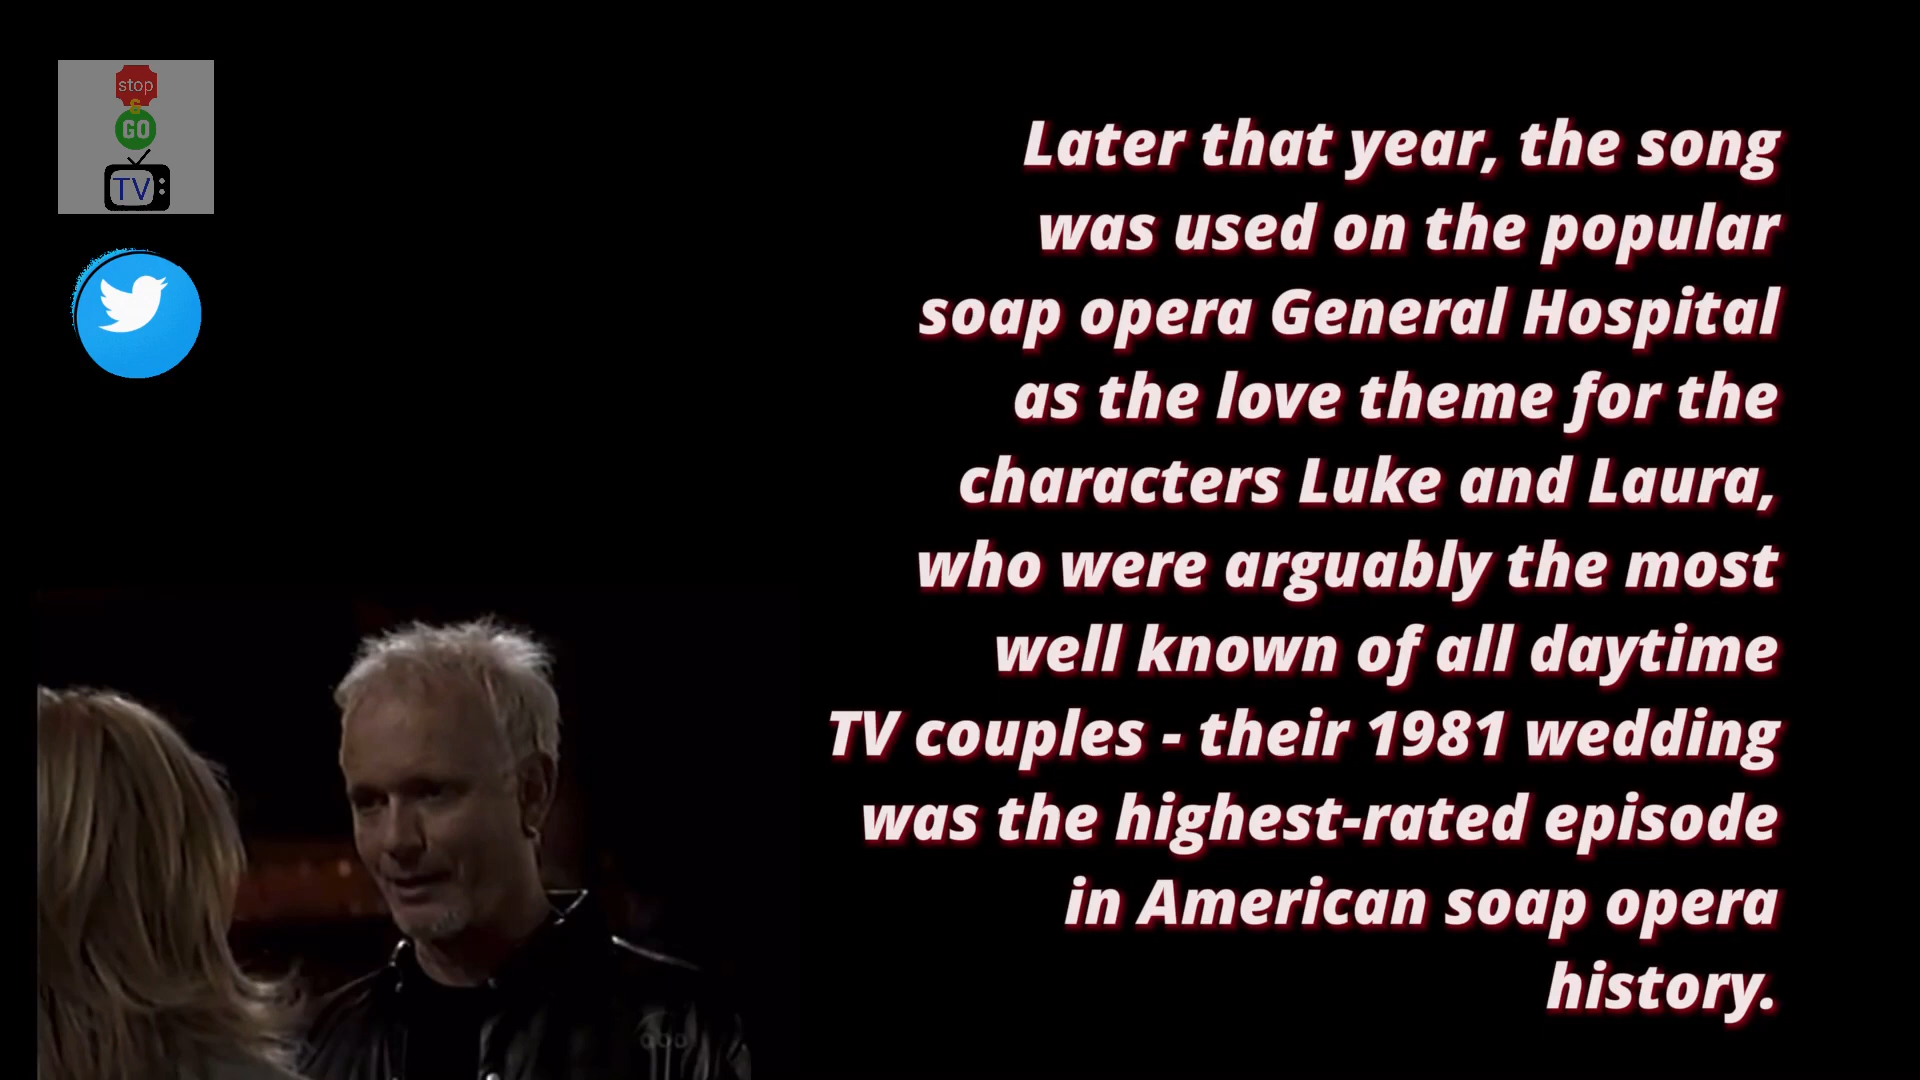 stop
&
GO
TV
Later that year, the song
was used on the popular
soap opera General Hospital
as the love theme for the
characters Luke and Laura,
who were arguably the most
well known of all daytime
TV couples - their 1981 wedding
was the highest-rated episode
in American soap opera
history.
abc